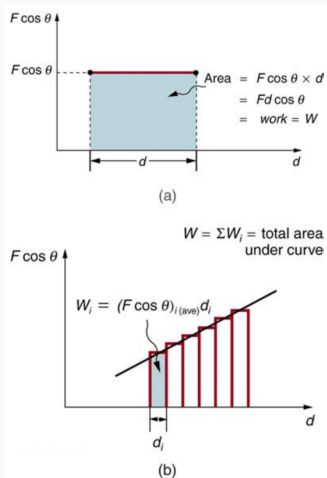 F cos θ
F cos θ
Area = F cos θ × d
= Fd cos θ
= work = W
d
d
(a)
W = ΣWᵢ = total area
under curve
F cos θ
Wᵢ = (F cos θ)ᵢ₍ₐᵥₑ₎dᵢ
dᵢ
d
(b)